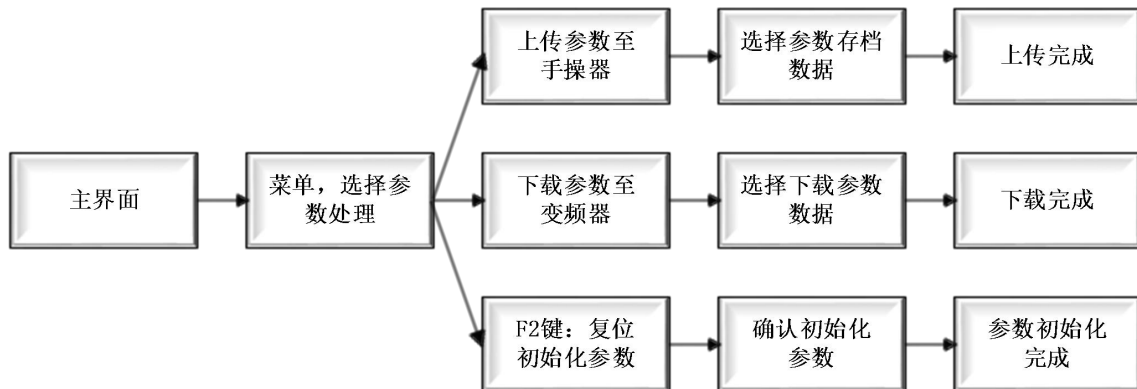 上传参数至
手操器
选择参数存档
数据
上传完成
主界面
菜单，选择参
数处理
下载参数至
变频器
选择下载参数
数据
下载完成
F2键：复位
初始化参数
确认初始化
参数
参数初始化
完成